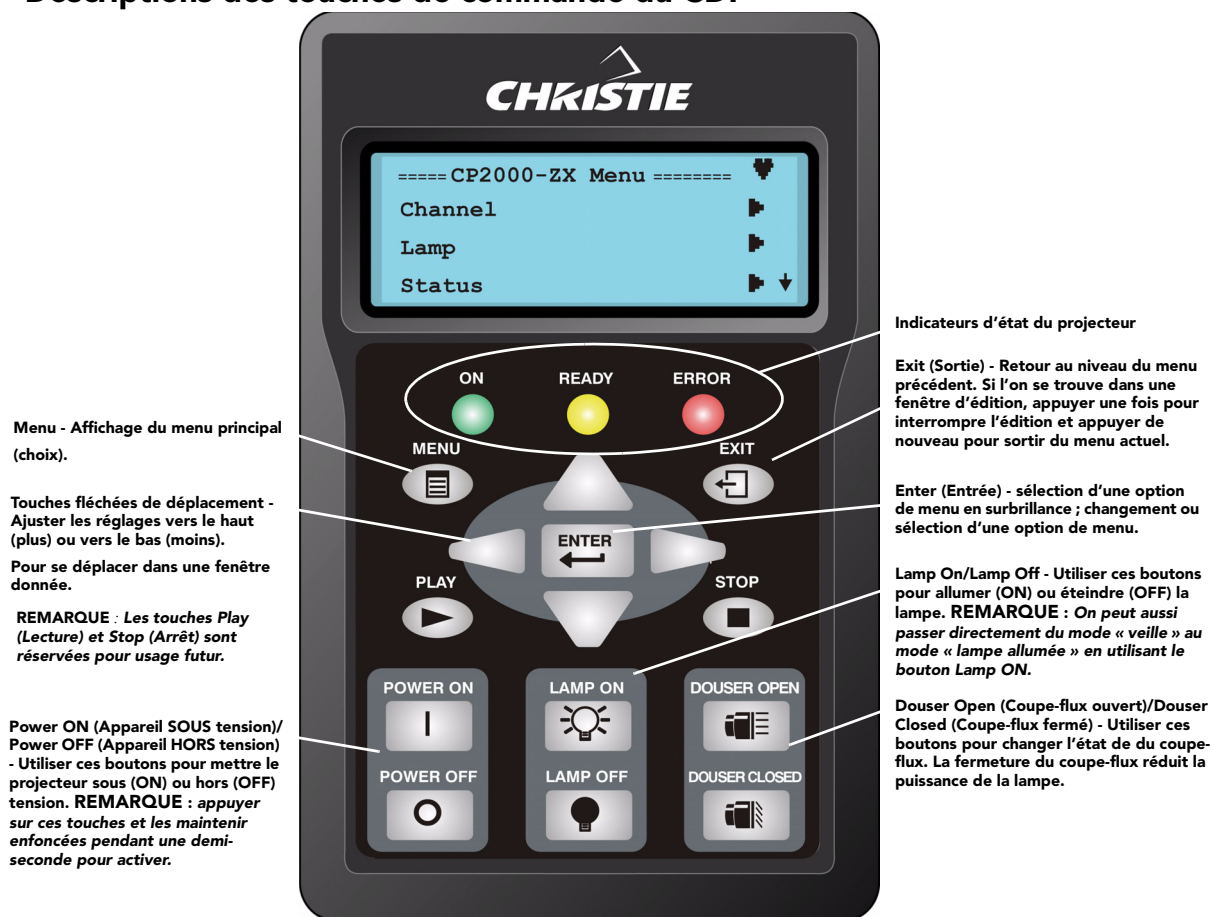 Descriptions des touches de commande du CDP
CHRISTIE
===== CP2000-ZX Menu ========
Channel
Lamp
Status
ON READY ERROR
MENU EXIT
ENTER
PLAY STOP
POWER ON LAMP ON DOUSER OPEN
POWER OFF LAMP OFF DOUSER CLOSED
Menu - Affichage du menu principal
(choix).
Touches fléchées de déplacement -
Ajuster les réglages vers le haut
(plus) ou vers le bas (moins).
Pour se déplacer dans une fenêtre
donnée.
REMARQUE : Les touches Play
(Lecture) et Stop (Arrêt) sont
réservées pour usage futur.
Power ON (Appareil SOUS tension)/
Power OFF (Appareil HORS tension)
- Utiliser ces boutons pour mettre le
projecteur sous (ON) ou hors (OFF)
tension. REMARQUE : appuyer
sur ces touches et les maintenir
enfoncées pendant une demi-
seconde pour activer.
Indicateurs d’état du projecteur
Exit (Sortie) - Retour au niveau du menu
précédent. Si l’on se trouve dans une
fenêtre d’édition, appuyer une fois pour
interrompre l’édition et appuyer de
nouveau pour sortir du menu actuel.
Enter (Entrée) - sélection d’une option
de menu en surbrillance ; changement ou
sélection d’une option de menu.
Lamp On/Lamp Off - Utiliser ces boutons
pour allumer (ON) ou éteindre (OFF) la
lampe. REMARQUE : On peut aussi
passer directement du mode « veille » au
mode « lampe allumée » en utilisant le
bouton Lamp ON.
Douser Open (Coupe-flux ouvert)/Douser
Closed (Coupe-flux fermé) - Utiliser ces
boutons pour changer l’état de du coupe-
flux. La fermeture du coupe-flux réduit la
puissance de la lampe.